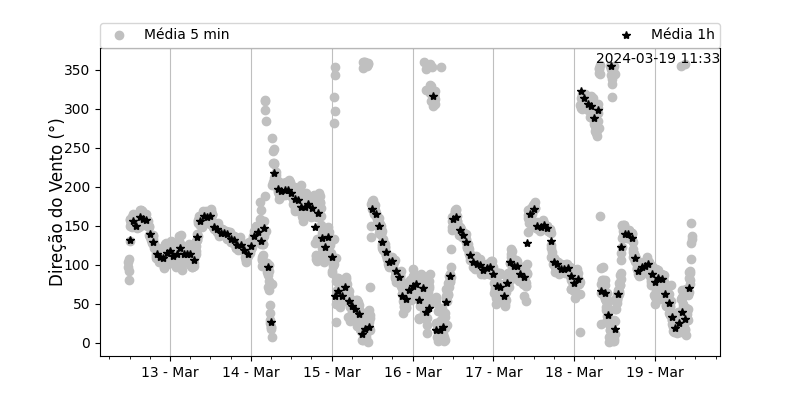 Média 5 min
Média 1h
2024-03-19 11:33
Direção do Vento (°)
350
300
250
200
150
100
50
0
13 - Mar
14 - Mar
15 - Mar
16 - Mar
17 - Mar
18 - Mar
19 - Mar